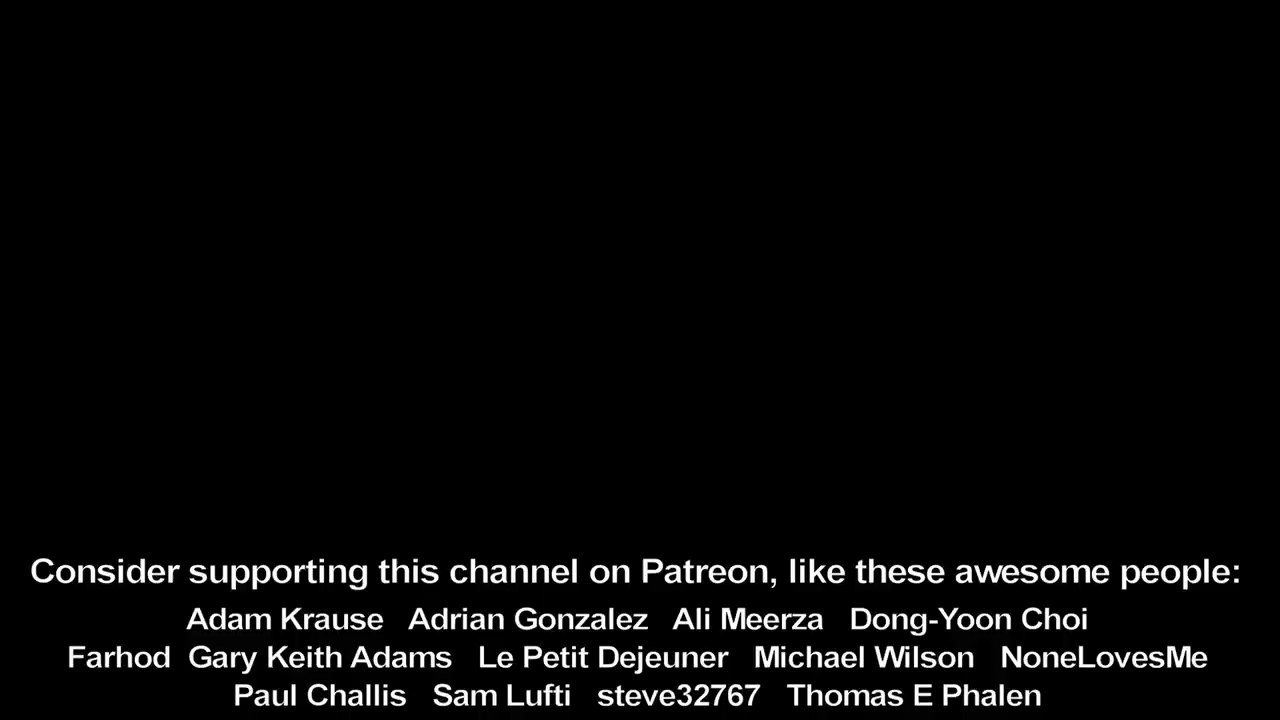 Consider supporting this channel on Patreon, like these awesome people:
Adam Krause Adrian Gonzalez Ali Meerza Dong-Yoon Choi
Farhod Gary Keith Adams Le Petit Dejeuner Michael Wilson NoneLovesMe
Paul Challis Sam Lufti steve32767 Thomas E Phalen